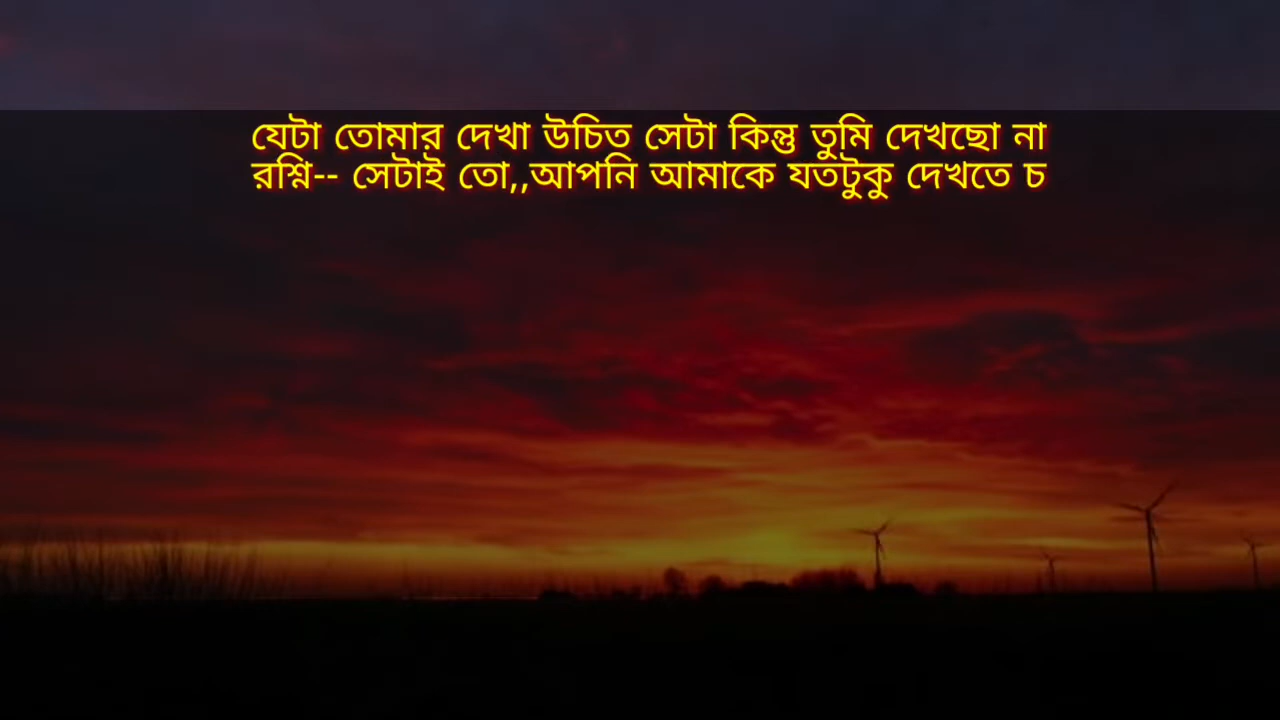 যেটা তোমার দেখা উচিত সেটা কিন্তু তুমি দেখছো না
রশ্নি-- সেটাই তো,,আপনি আমাকে যতটুকু দেখতে চ